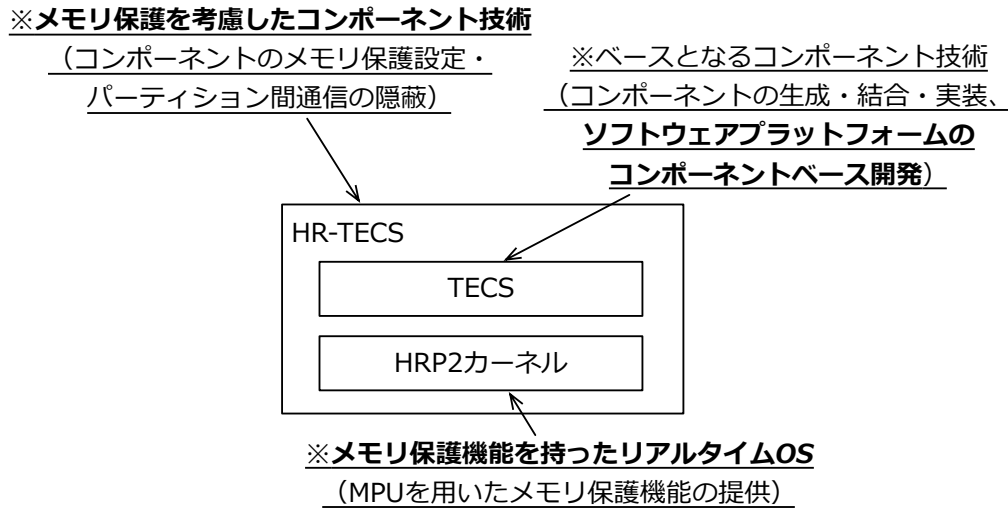 ※メモリ保護を考慮したコンポーネント技術
（コンポーネントのメモリ保護設定・
パーティション間通信の隠蔽）
※ベースとなるコンポーネント技術
（コンポーネントの生成・結合・実装、
ソフトウェアプラットフォームの
コンポーネントベース開発）
HR-TECS
TECS
HRP2カーネル
※メモリ保護機能を持ったリアルタイムOS
（MPUを用いたメモリ保護機能の提供）